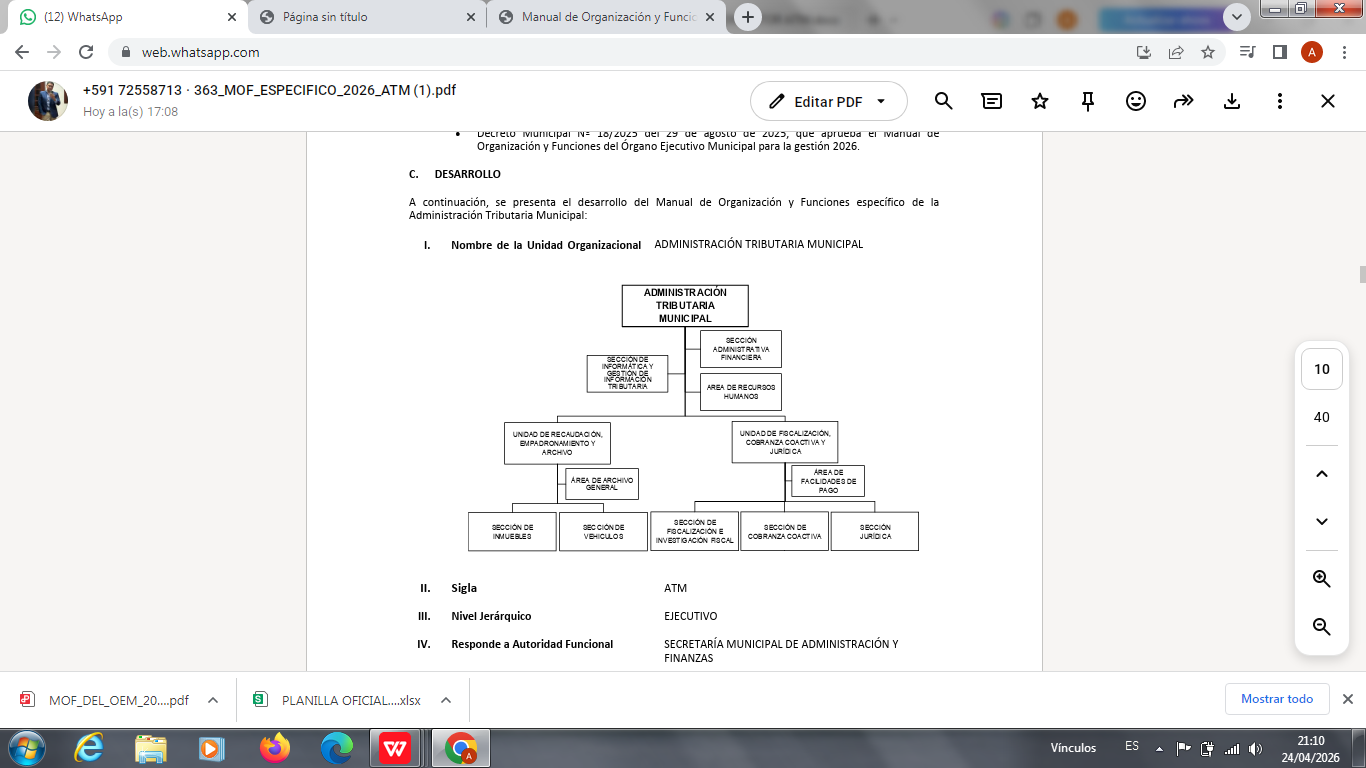 (12) WhatsApp
Página sin título
Manual de Organización y Funcio
web.whatsapp.com
A
+591 72558713 · 363_MOF_ESPECIFICO_2026_ATM (1).pdf
Hoy a la(s) 17:08
Editar PDF
Decreto Municipal Nº 18/2025 del 29 de agosto de 2025, que aprueba el Manual de
Organización y Funciones del Órgano Ejecutivo Municipal para la gestión 2026.
C. DESARROLLO
A continuación, se presenta el desarrollo del Manual de Organización y Funciones específico de la
Administración Tributaria Municipal:
I. Nombre de la Unidad Organizacional ADMINISTRACIÓN TRIBUTARIA MUNICIPAL
ADMINISTRACIÓN
TRIBUTARIA
MUNICIPAL
SECCIÓN
ADMINISTRATIVA
FINANCIERA
SECCIÓN DE
INFORMÁTICA Y
GESTIÓN DE
INFORMACIÓN
TRIBUTARIA
AREA DE RECURSOS
HUMANOS
UNIDAD DE RECAUDACIÓN,
EMPADRONAMIENTO Y
ARCHIVO
UNIDAD DE FISCALIZACIÓN,
COBRANZA COACTIVA Y
JURÍDICA
ÁREA DE ARCHIVO
GENERAL
ÁREA DE
FACILIDADES DE
PAGO
SECCIÓN DE
INMUEBLES
SECCIÓN DE
VEHICULOS
SECCIÓN DE
FISCALIZACIÓN E
INVESTIGACIÓN FISCAL
SECCIÓN DE
COBRANZA COACTIVA
SECCIÓN
JURÍDICA
II. Sigla ATM
III. Nivel Jerárquico EJECUTIVO
IV. Responde a Autoridad Funcional SECRETARÍA MUNICIPAL DE ADMINISTRACIÓN Y
FINANZAS
10
40
MOF_DEL_OEM_20....pdf
PLANILLA OFICIAL....xlsx
Mostrar todo
Vínculos
ES
21:10
24/04/2026